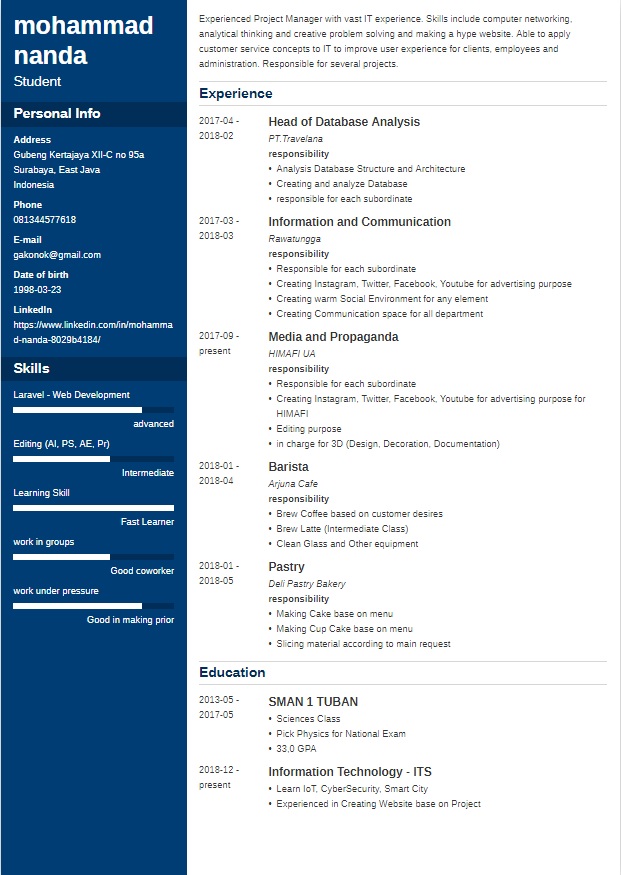 mohammad
nanda
Student
Personal Info
Address
Gubeng Kertajaya XII-C no 95a
Surabaya, East Java
Indonesia
Phone
081344577618
E-mail
gakonok@gmail.com
Date of birth
1998-03-23
LinkedIn
https://www.linkedin.com/in/mohamma
d-nanda-8029b4184/
Skills
Laravel - Web Development
advanced
Editing (AI, PS, AE, Pr)
Intermediate
Learning Skill
Fast Learner
work in groups
Good coworker
work under pressure
Good in making prior
Experienced Project Manager with vast IT experience. Skills include computer networking,
analytical thinking and creative problem solving and making a hype website. Able to apply
customer service concepts to IT to improve user experience for clients, employees and
administration. Responsible for several projects.
Experience
2017-04 -
2018-02
Head of Database Analysis
PT.Travelana
responsibility
• Analysis Database Structure and Architecture
• Creating and analyze Database
• responsible for each subordinate
2017-03 -
2018-03
Information and Communication
Rawatungga
responsibility
• Responsible for each subordinate
• Creating Instagram, Twitter, Facebook, Youtube for advertising purpose
• Creating warm Social Environment for any element
• Creating Communication space for all department
2017-09 -
present
Media and Propaganda
HIMAFI UA
responsibility
• Responsible for each subordinate
• Creating Instagram, Twitter, Facebook, Youtube for advertising purpose for
HIMAFI
• Editing purpose
• in charge for 3D (Design, Decoration, Documentation)
2018-01 -
2018-04
Barista
Arjuna Cafe
responsibility
• Brew Coffee based on customer desires
• Brew Latte (Intermediate Class)
• Clean Glass and Other equipment
2018-01 -
2018-05
Pastry
Deli Pastry Bakery
responsibility
• Making Cake base on menu
• Making Cup Cake base on menu
• Slicing material according to main request
Education
2013-05 -
2017-05
SMAN 1 TUBAN
• Sciences Class
• Pick Physics for National Exam
• 33,0 GPA
2018-12 -
present
Information Technology - ITS
• Learn IoT, CyberSecurity, Smart City
• Experienced in Creating Website base on Project